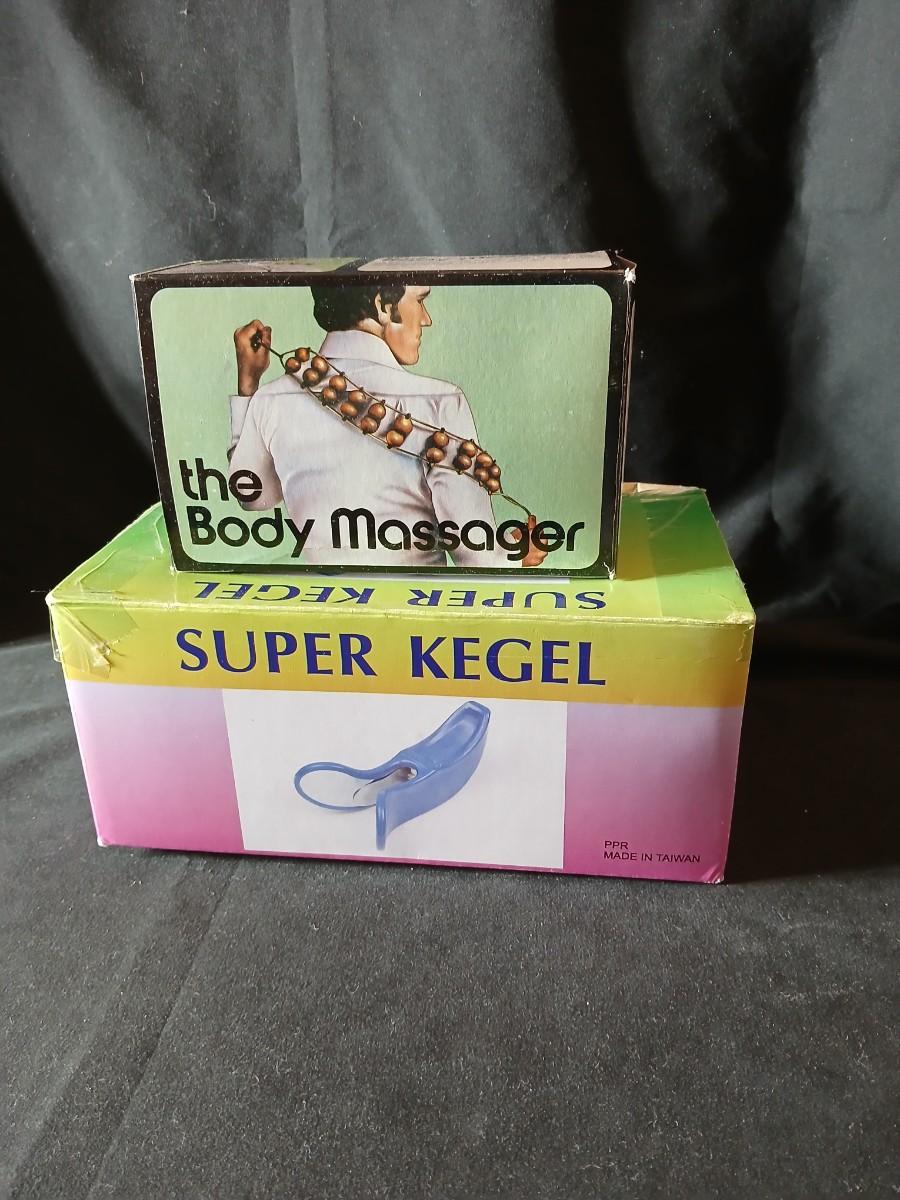 the
Body Massager
SUPER KEGEL
SUPER KEGEL
PPR
MADE IN TAIWAN